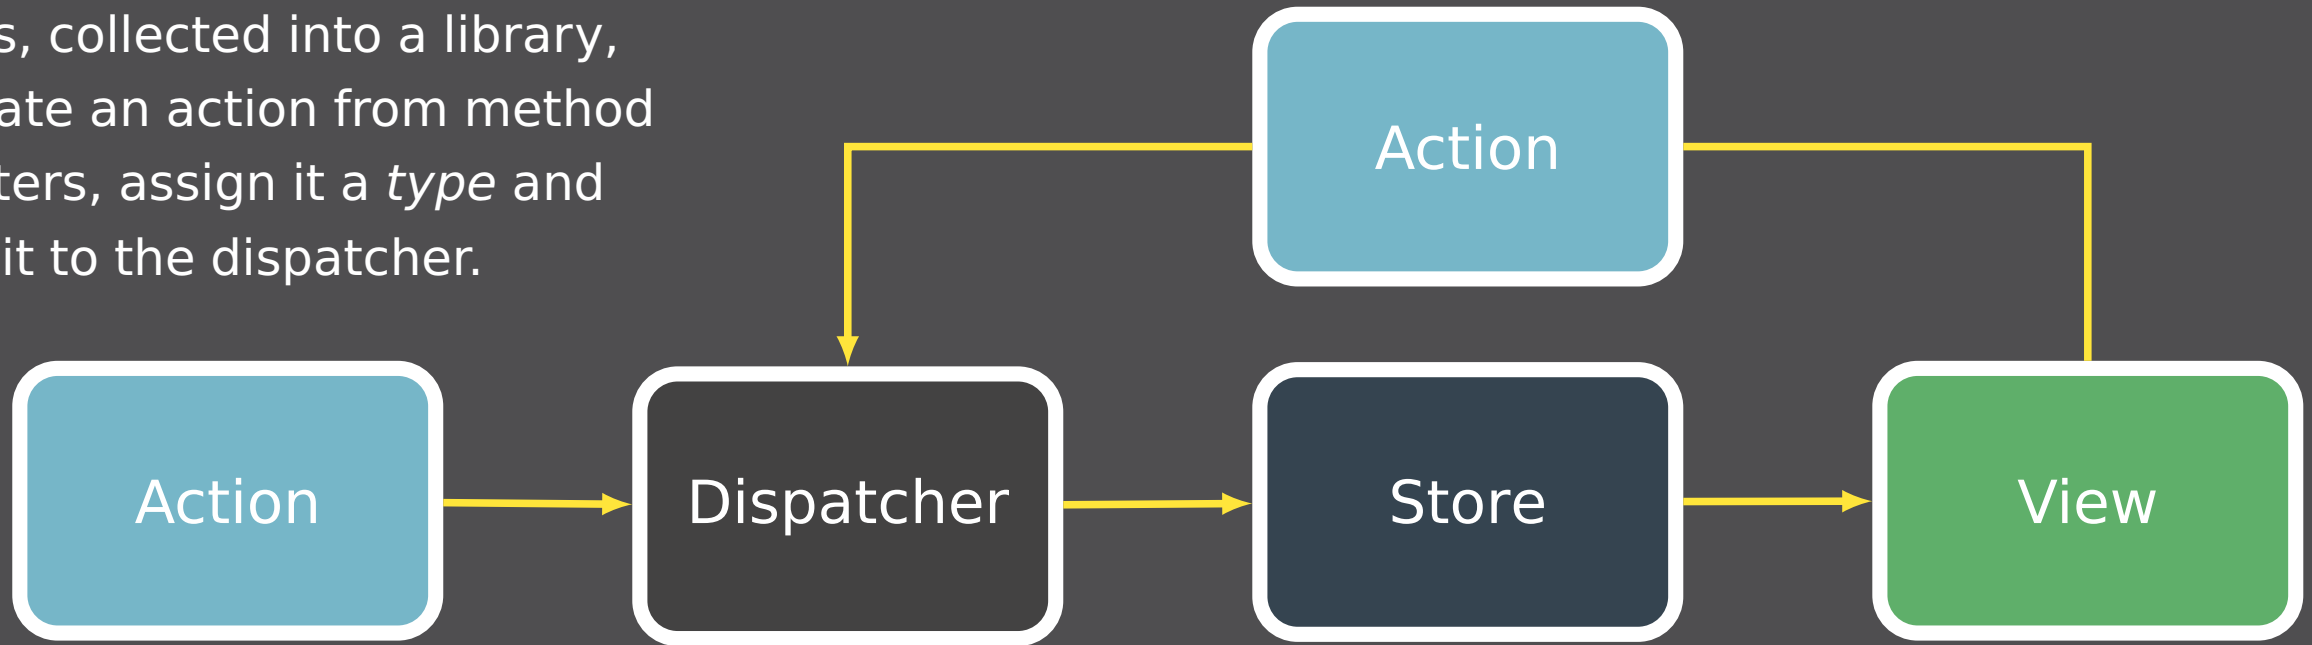 s, collected into a library,
ate an action from method
ters, assign it a type and
it to the dispatcher.
Action
Action
Dispatcher
Store
View